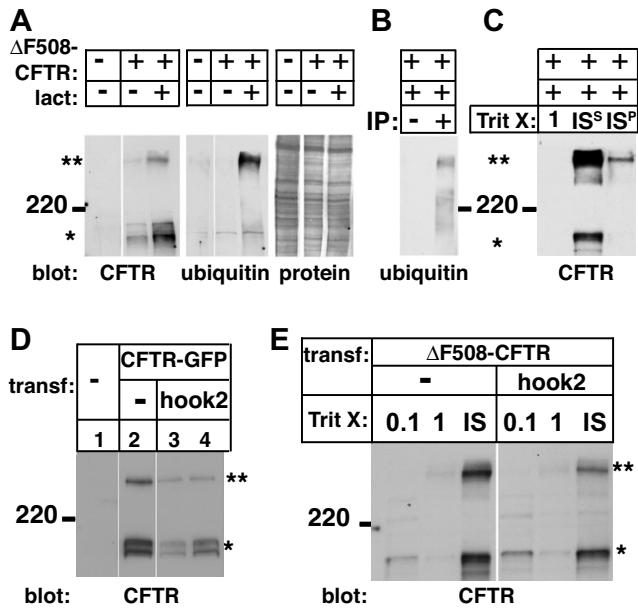 A
ΔF508-
CFTR: - + + - + + - + +
lact: - - + - - + - - +
**
220
*
blot: CFTR ubiquitin protein
B
+ +
+ +
IP: - +
ubiquitin
C
+ + +
+ + +
Trit X: 1 ISS ISP
**
220
*
CFTR
D
CFTR-GFP
transf: - - hook2
1 2 3 4
**
220
*
blot: CFTR
E
transf: ΔF508-CFTR
- hook2
Trit X: 0.1 1 IS 0.1 1 IS
**
220
*
blot: CFTR